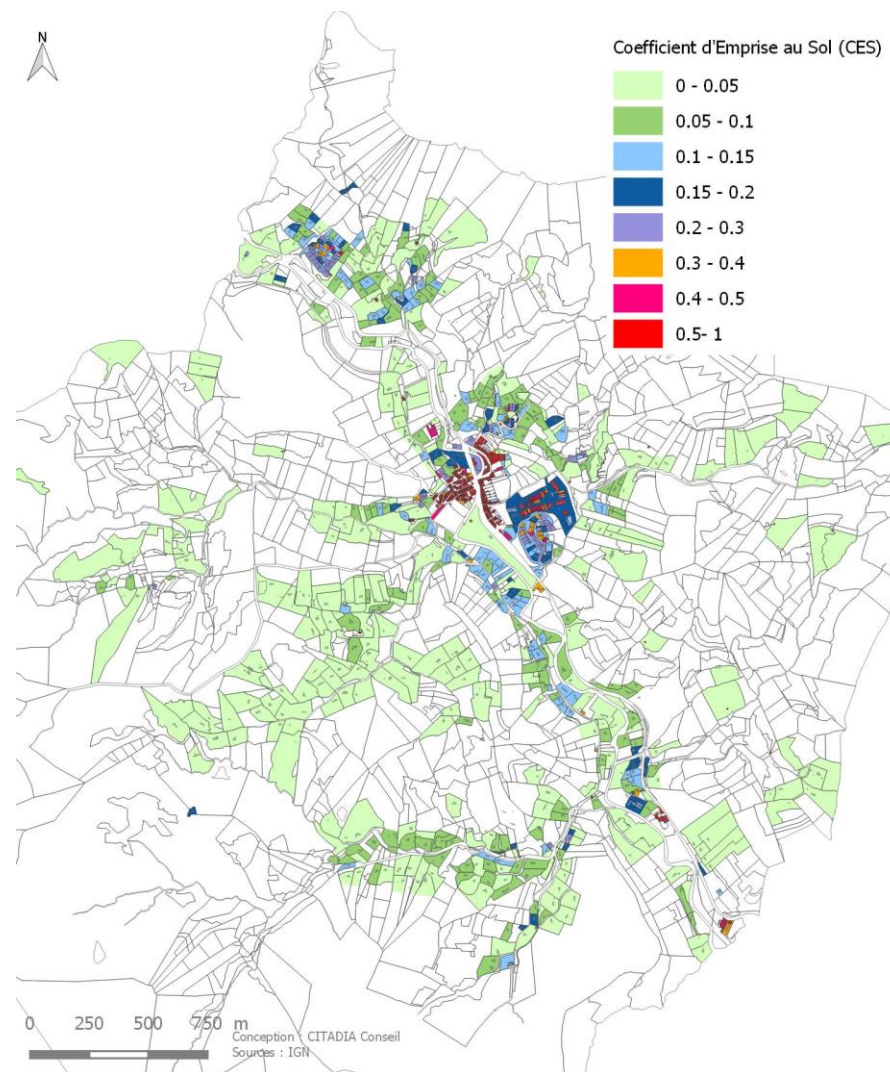 N
Coefficient d'Emprise au Sol (CES)
0 - 0.05
0.05 - 0.1
0.1 - 0.15
0.15 - 0.2
0.2 - 0.3
0.3 - 0.4
0.4 - 0.5
0.5- 1
0 250 500 750 m
Conception : CITADIA Conseil
Sources : IGN